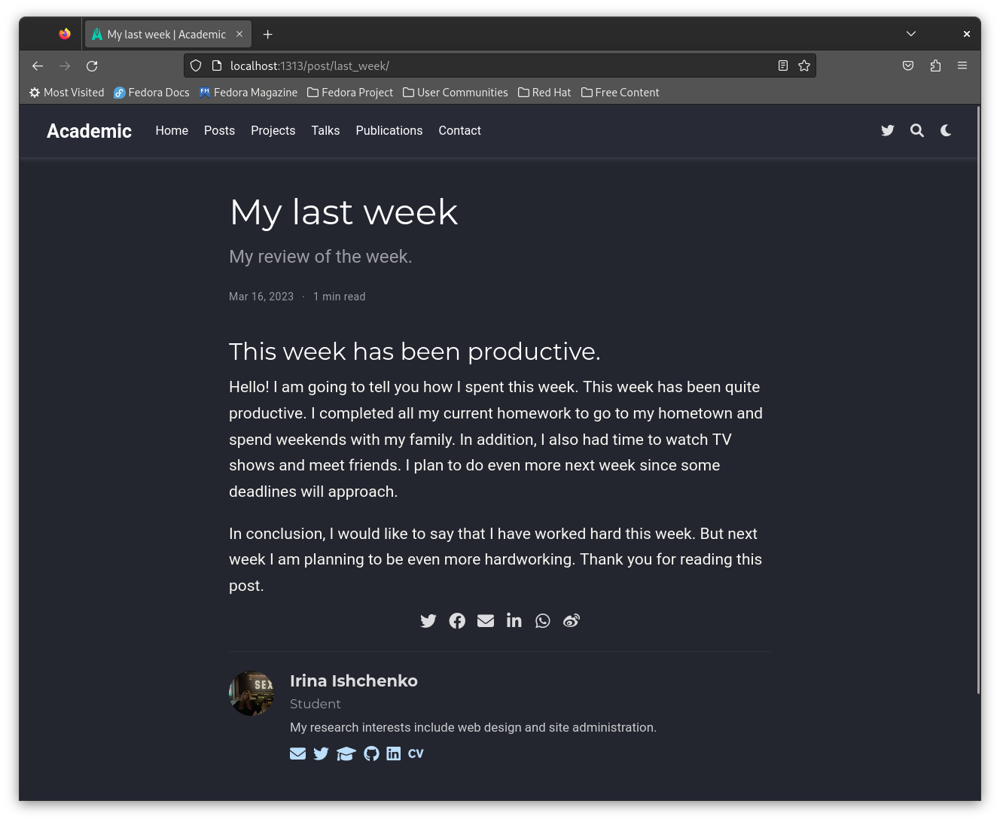 My last week | Academic
localhost:1313/post/last_week/
Most Visited Fedora Docs Fedora Magazine Fedora Project User Communities Red Hat Free Content
Academic Home Posts Projects Talks Publications Contact
My last week
My review of the week.
Mar 16, 2023 · 1 min read
This week has been productive.
Hello! I am going to tell you how I spent this week. This week has been quite
productive. I completed all my current homework to go to my hometown and
spend weekends with my family. In addition, I also had time to watch TV
shows and meet friends. I plan to do even more next week since some
deadlines will approach.
In conclusion, I would like to say that I have worked hard this week. But next
week I am planning to be even more hardworking. Thank you for reading this
post.
SEX
Irina Ishchenko
Student
My research interests include web design and site administration.
CV